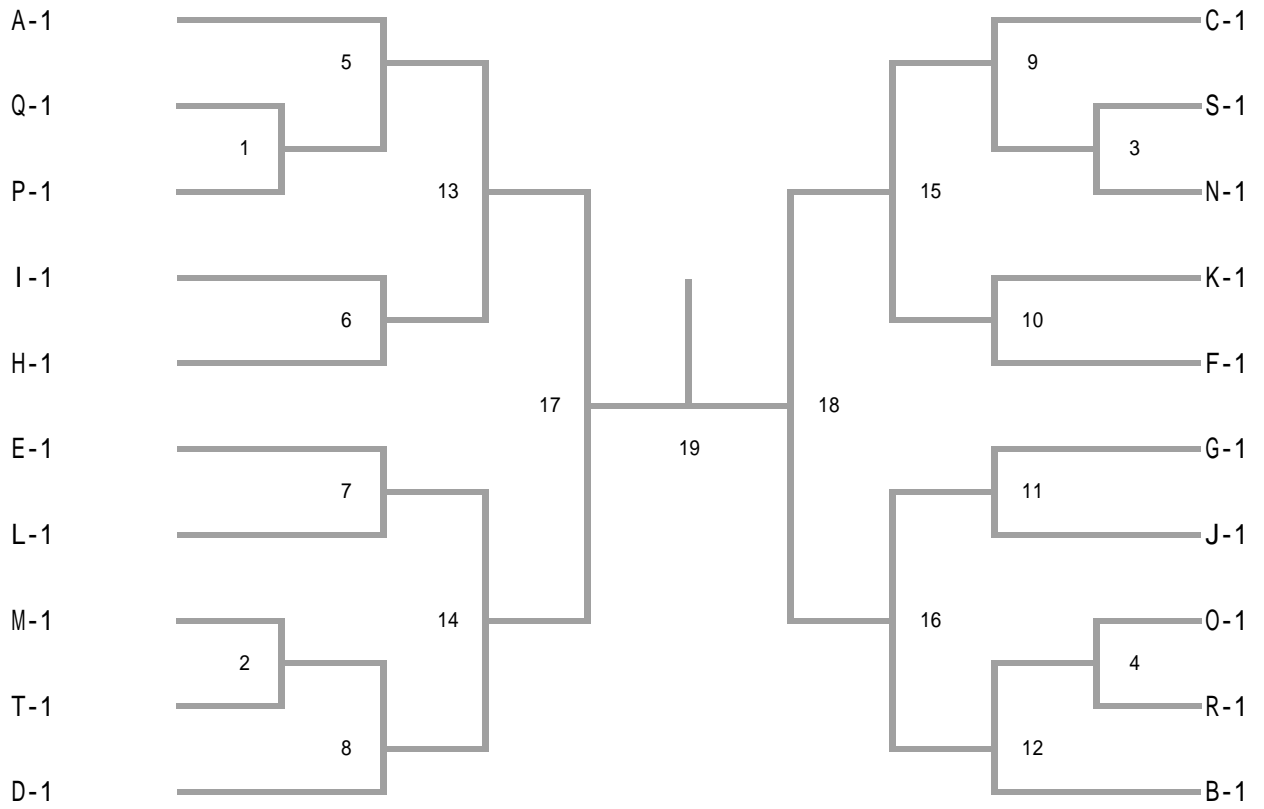 A-1 C-1
5 9
Q-1 S-1
1 3
P-1 13 15 N-1
I-1 K-1
6 10
H-1 F-1
17 18
E-1 19 G-1
7 11
L-1 J-1
M-1 14 16 O-1
2 4
T-1 R-1
8 12
D-1 B-1